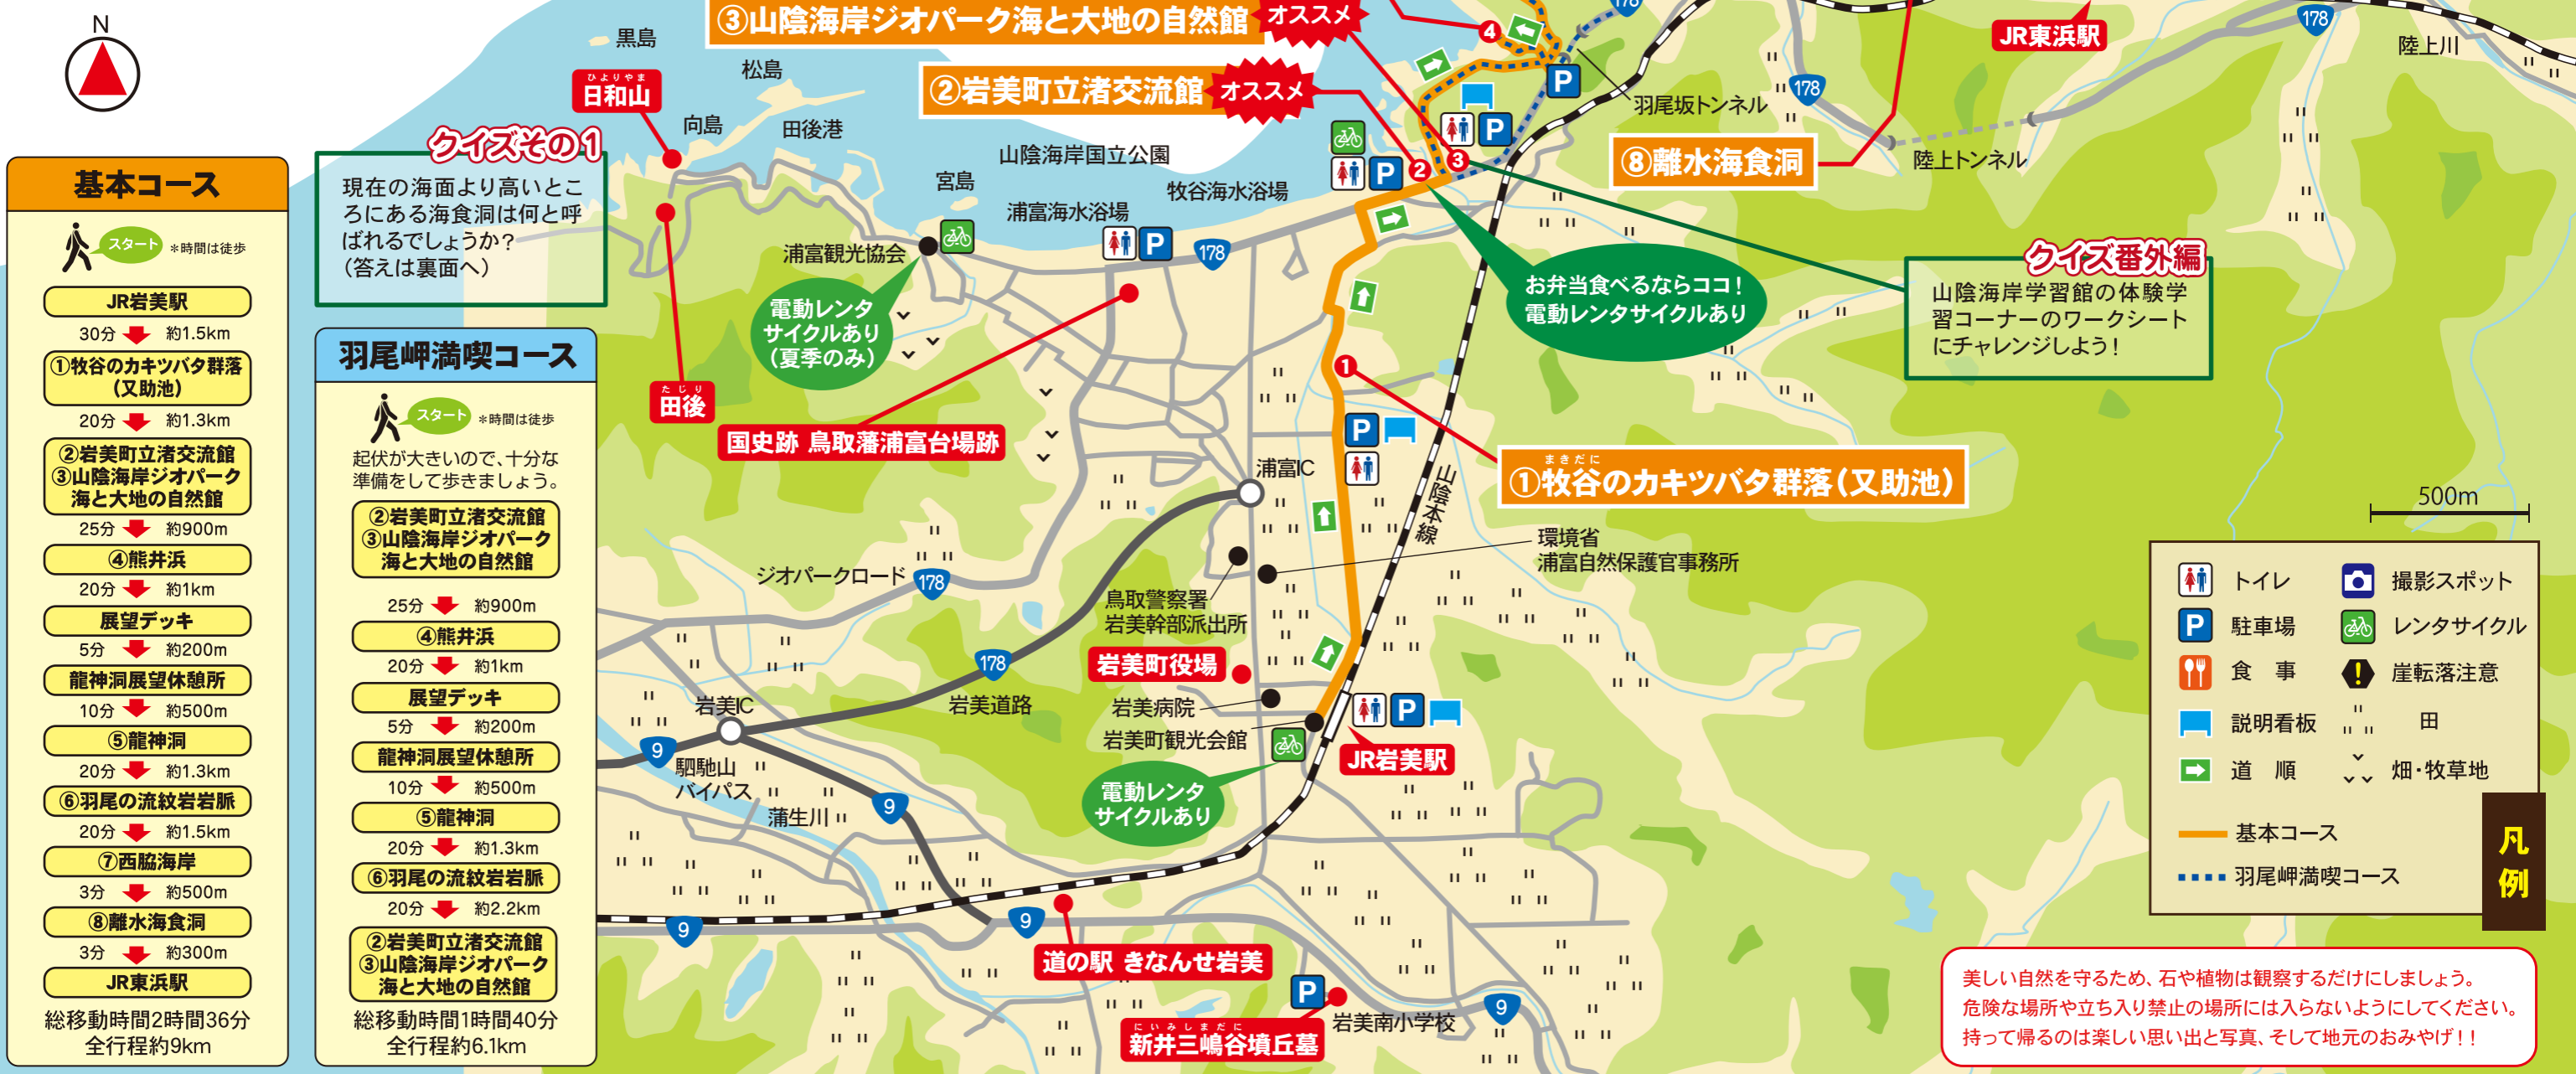 N
基本コース
スタート
＊時間は徒歩
JR岩美駅
30分 約1.5km
①牧谷のカキツバタ群落
(又助池)
20分 約1.3km
②岩美町立渚交流館
③山陰海岸ジオパーク
海と大地の自然館
25分 約900m
④熊井浜
20分 約1km
展望デッキ
5分 約200m
龍神洞展望休憩所
10分 約500m
⑤龍神洞
20分 約1.3km
⑥羽尾の流紋岩岩脈
20分 約1.5km
⑦西脇海岸
3分 約500m
⑧離水海食洞
3分 約300m
JR東浜駅
総移動時間2時間36分
全行程約9km
クイズその1
現在の海面より高いとこ
ろにある海食洞は何と呼
ばれるでしょうか?
(答えは裏面へ)
羽尾岬満喫コース
スタート
＊時間は徒歩
起伏が大きいので、十分な
準備をして歩きましょう。
②岩美町立渚交流館
③山陰海岸ジオパーク
海と大地の自然館
25分 約900m
④熊井浜
20分 約1km
展望デッキ
5分 約200m
龍神洞展望休憩所
10分 約500m
⑤龍神洞
20分 約1.3km
⑥羽尾の流紋岩岩脈
20分 約2.2km
②岩美町立渚交流館
③山陰海岸ジオパーク
海と大地の自然館
総移動時間1時間40分
全行程約6.1km
③山陰海岸ジオパーク海と大地の自然館
オススメ
②岩美町立渚交流館
オススメ
黒島
松島
ひよりやま
日和山
向島
田後港
山陰海岸国立公園
宮島
牧谷海水浴場
浦富海水浴場
浦富観光協会
電動レンタ
サイクルあり
(夏季のみ)
たじり
田後
国史跡 鳥取藩浦富台場跡
P
178
P
2
3
4
P
P
178
178
178
羽尾坂トンネル
⑧離水海食洞
陸上トンネル
JR東浜駅
陸上川
お弁当食べるならココ!
電動レンタサイクルあり
クイズ番外編
山陰海岸学習館の体験学
習コーナーのワークシート
にチャレンジしよう!
1
P
まきだに
①牧谷のカキツバタ群落(又助池)
浦富IC
山陰本線
環境省
浦富自然保護官事務所
ジオパークロード
178
鳥取警察署
岩美幹部派出所
178
岩美町役場
岩美道路
岩美病院
岩美町観光会館
P
JR岩美駅
電動レンタ
サイクルあり
岩美IC
9
駟馳山
バイパス
蒲生川
9
9
9
道の駅 きなんせ岩美
P
にいみしまだに
新井三嶋谷墳丘墓
岩美南小学校
9
500m
トイレ
撮影スポット
P
駐車場
レンタサイクル
食 事
!
崖転落注意
説明看板
田
道 順
畑・牧草地
基本コース
羽尾岬満喫コース
凡例
美しい自然を守るため、石や植物は観察するだけにしましょう。
危険な場所や立ち入り禁止の場所には入らないようにしてください。
持って帰るのは楽しい思い出と写真、そして地元のおみやげ!!